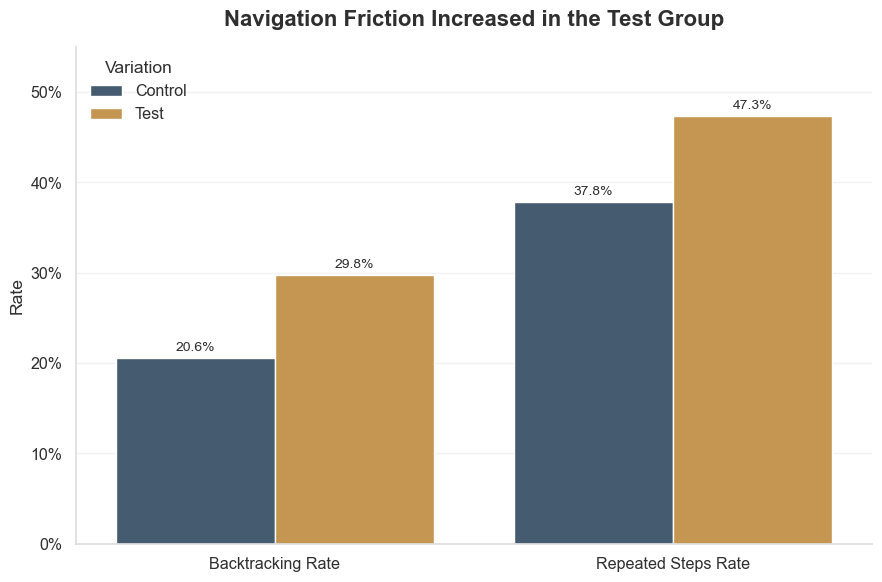 Navigation Friction Increased in the Test Group
Variation
Control
Test
Rate
50%
40%
30%
20%
10%
0%
20.6%
29.8%
37.8%
47.3%
Backtracking Rate
Repeated Steps Rate